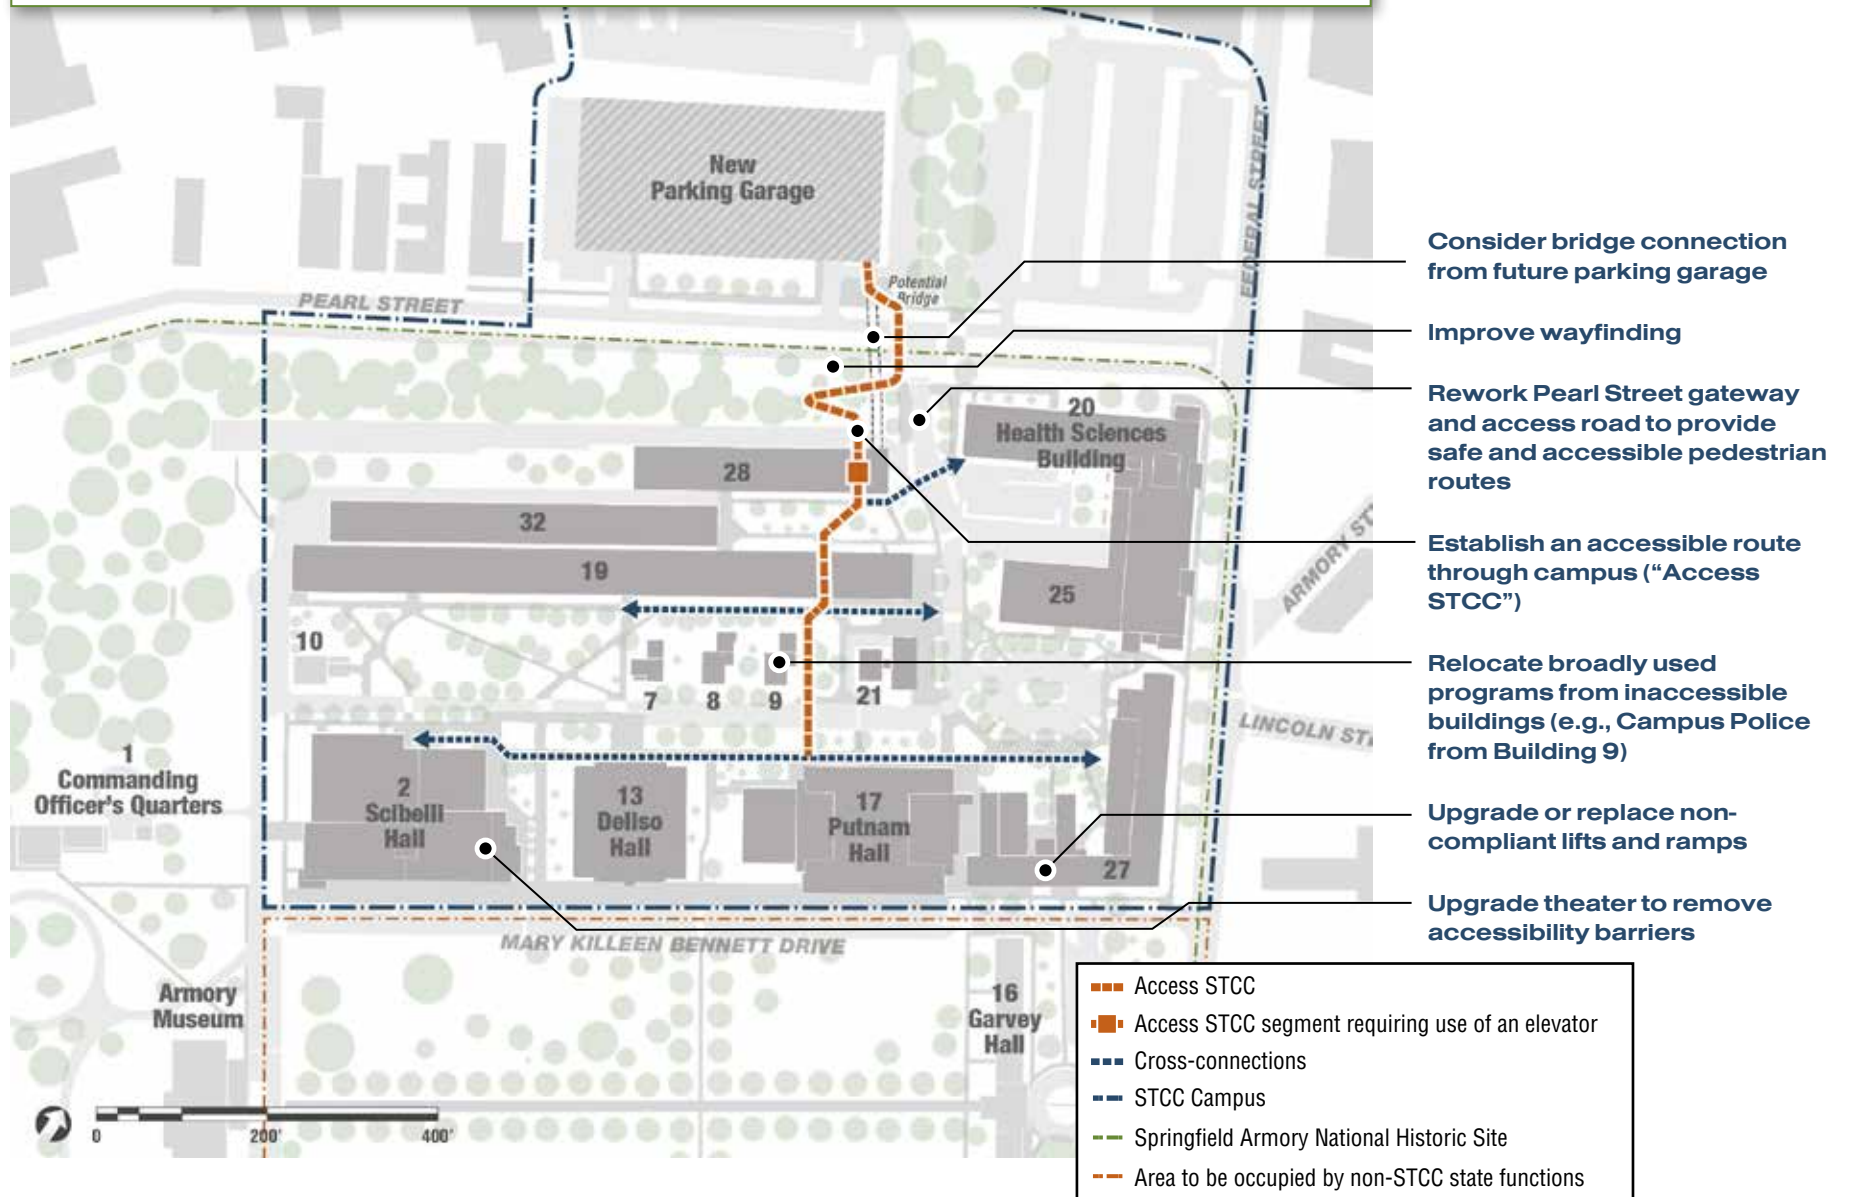 New
Parking Garage
FEDERAL STREET
Potential
Bridge
PEARL STREET
Consider bridge connection
from future parking garage
Improve wayfinding
Rework Pearl Street gateway
and access road to provide
safe and accessible pedestrian
routes
20
Health Sciences
Building
28
32
19
25
ARMORY ST
Establish an accessible route
through campus (“Access
STCC”)
10
7
8
9
21
Relocate broadly used
programs from inaccessible
buildings (e.g., Campus Police
from Building 9)
LINCOLN ST
1
Commanding
Officer's Quarters
2
Scibelli
Hall
13
Deliso
Hall
17
Putnam
Hall
27
Upgrade or replace non-
compliant lifts and ramps
Upgrade theater to remove
accessibility barriers
MARY KILLEEN BENNETT DRIVE
Armory
Museum
16
Garvey
Hall
0
200'
400'
Access STCC
Access STCC segment requiring use of an elevator
Cross-connections
STCC Campus
Springfield Armory National Historic Site
Area to be occupied by non-STCC state functions